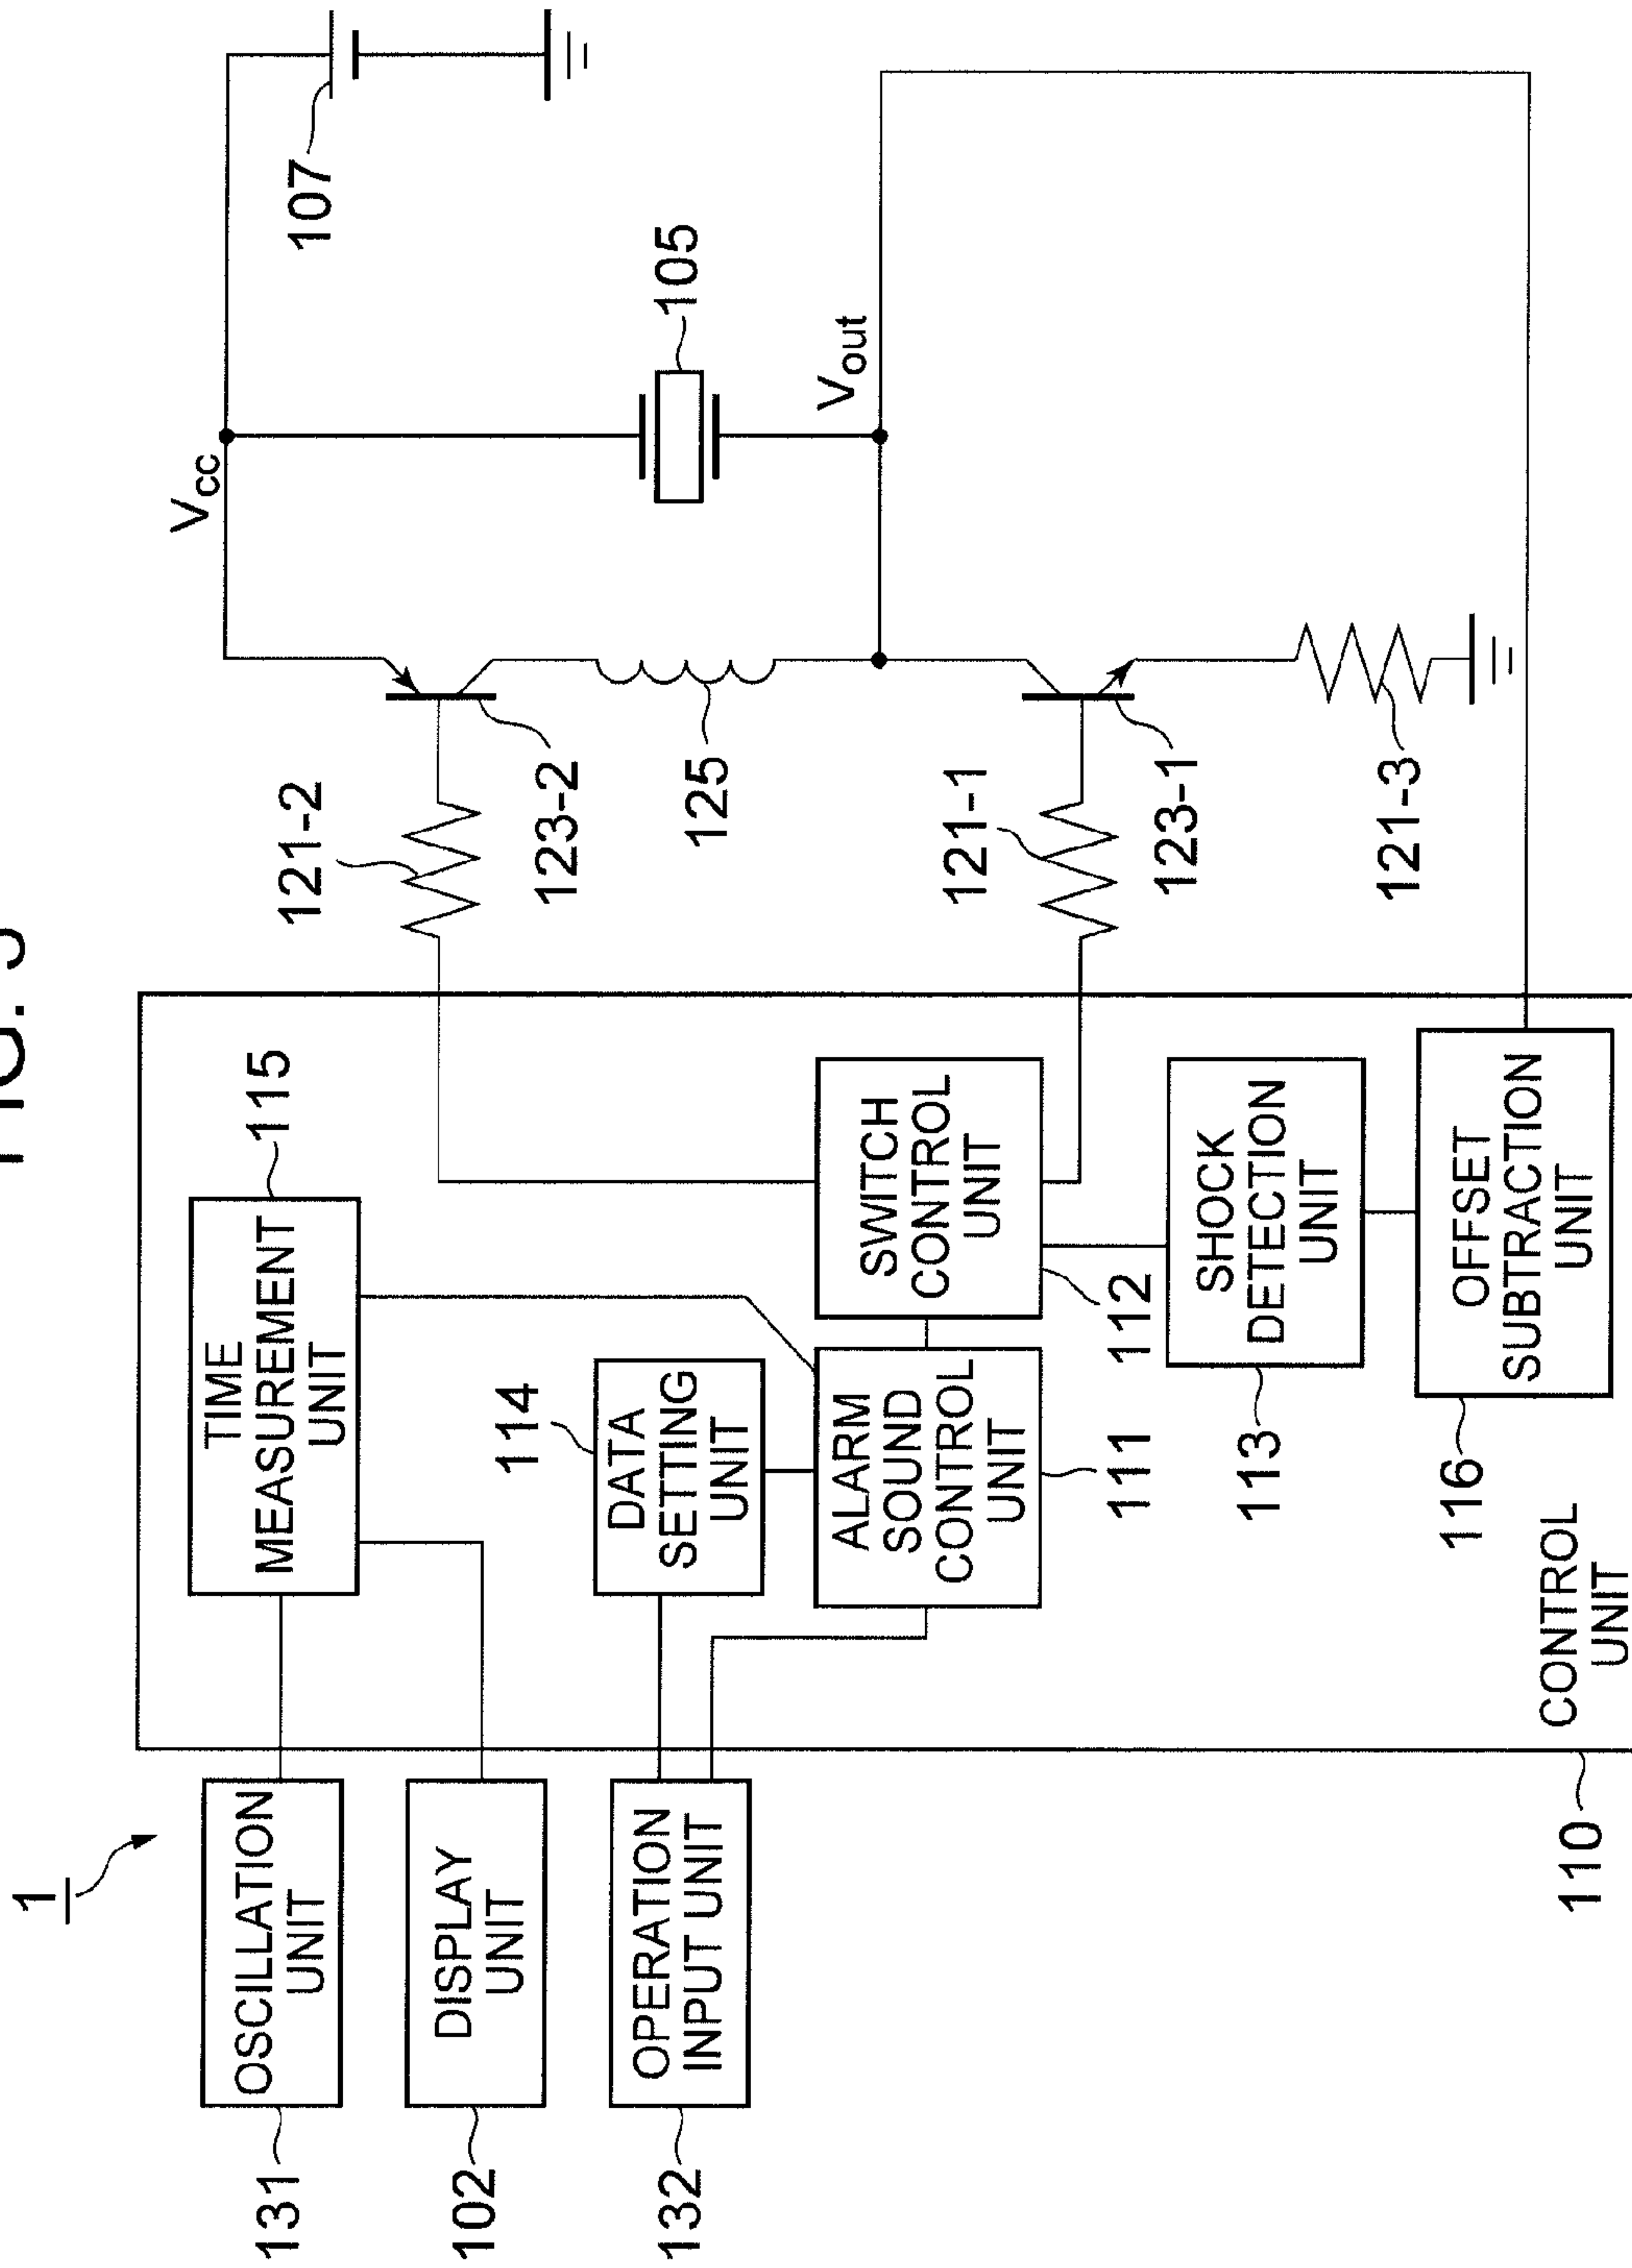 FIG.
1
131
OSCILLATION
UNIT
102
DISPLAY
UNIT
132
OPERATION
INPUT UNIT
TIME
MEASUREMENT
UNIT
115
114
DATA
SETTING
UNIT
ALARM
SOUND
CONTROL
UNIT
111
SWITCH
CONTROL
UNIT
112
SHOCK
DETECTION
UNIT
113
OFFSET
SUBTRACTION
UNIT
116
CONTROL
UNIT
110
121-2
123-2
125
121-1
123-1
121-3
Vcc
105
Vout
107